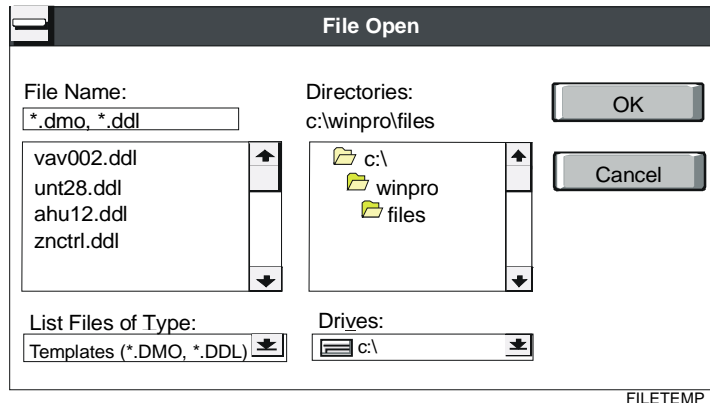 File Open
File Name:
*.dmo, *.ddl
vav002.ddl
unt28.ddl
ahu12.ddl
znctrl.ddl
List Files of Type:
Templates (*.DMO, *.DDL)
Directories:
c:\winpro\files
c:\
winpro
files
Drives:
c:\
OK
Cancel
FILETEMP